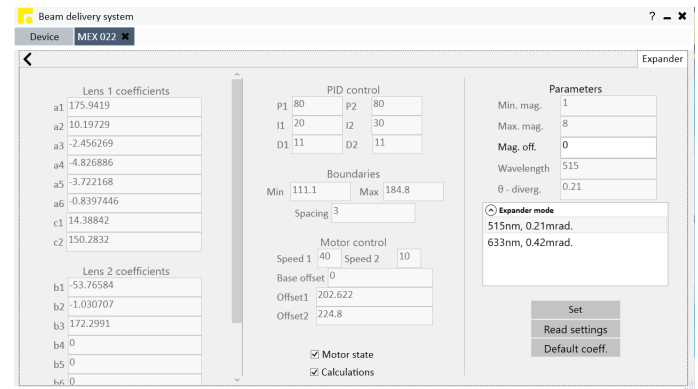 Beam delivery system
?
Device MEX 022
Expander
Lens 1 coefficients
a1 175.9419
a2 10.19729
a3 -2.456269
a4 -4.826886
a5 -3.722168
a6 -0.8397446
c1 14.38842
c2 150.2832
Lens 2 coefficients
b1 -53.76584
b2 -1.030707
b3 172.2991
b4 0
b5 0
b6 0
PID control
P1 80 P2 80
I1 20 I2 30
D1 11 D2 11
Boundaries
Min 111.1 Max 184.8
Spacing 3
Motor control
Speed 1 40 Speed 2 10
Base offset 0
Offset1 202.622
Offset2 224.8
Motor state
Calculations
Parameters
Min. mag. 1
Max. mag. 8
Mag. off. 0
Wavelength 515
θ - diverg. 0.21
Expander mode
515nm, 0.21mrad.
633nm, 0.42mrad.
Set
Read settings
Default coeff.